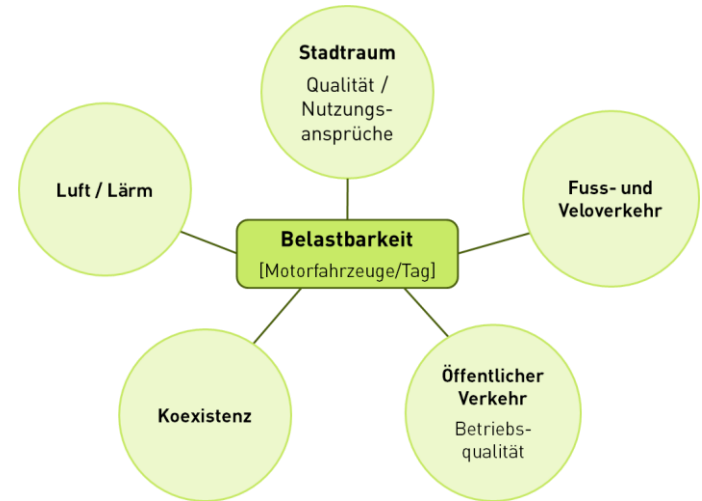 Stadtraum
Qualität /
Nutzungs-
ansprüche
Luft / Lärm
Fuss- und
Veloverkehr
Belastbarkeit
[Motorfahrzeuge/Tag]
Koexistenz
Öffentlicher
Verkehr
Betriebs-
qualität